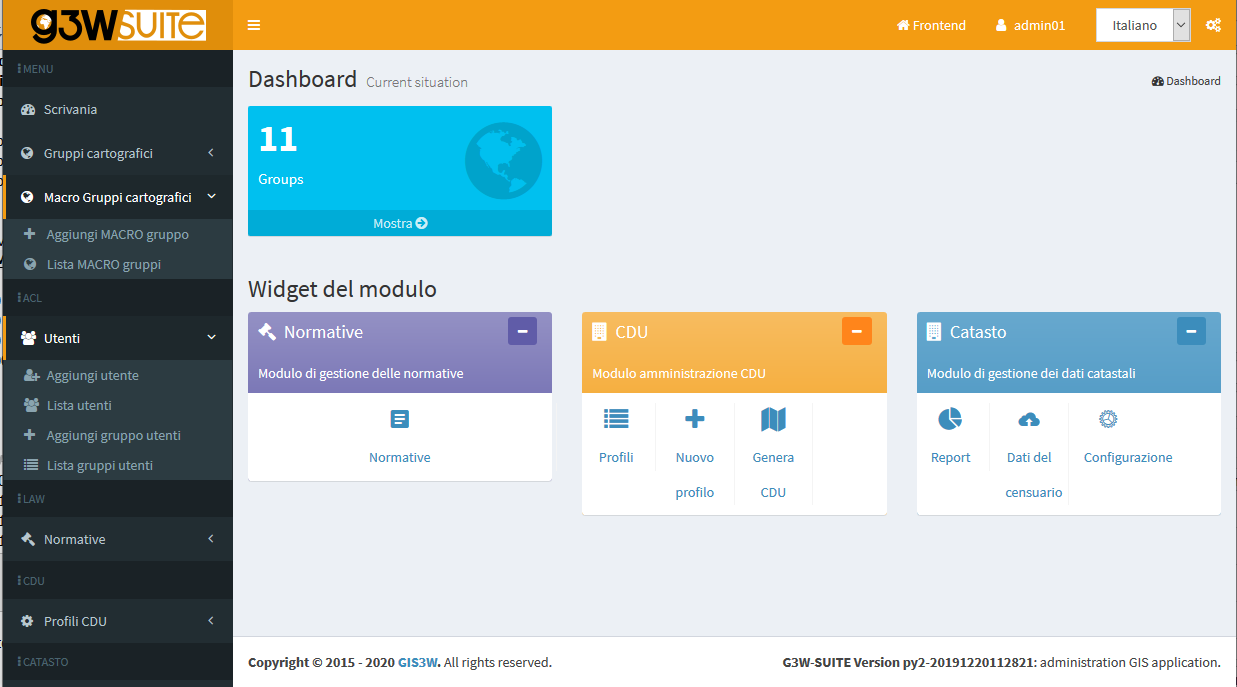 g3wSUITE
Frontend
admin01
Italiano
MENU
Scrivania
Gruppi cartografici
Macro Gruppi cartografici
Aggiungi MACRO gruppo
Lista MACRO gruppi
ACL
Utenti
Aggiungi utente
Lista utenti
Aggiungi gruppo utenti
Lista gruppi utenti
LAW
Normative
CDU
Profili CDU
CATASTO
Dashboard Current situation
Dashboard
11
Groups
Mostra
Widget del modulo
Normative
Modulo di gestione delle normative
Normative
CDU
Modulo amministrazione CDU
Profili
Nuovo
profilo
Genera
CDU
Catasto
Modulo di gestione dei dati catastali
Report
Dati del
censuario
Configurazione
Copyright © 2015 - 2020 GIS3W. All rights reserved.
G3W-SUITE Version py2-20191220112821: administration GIS application.